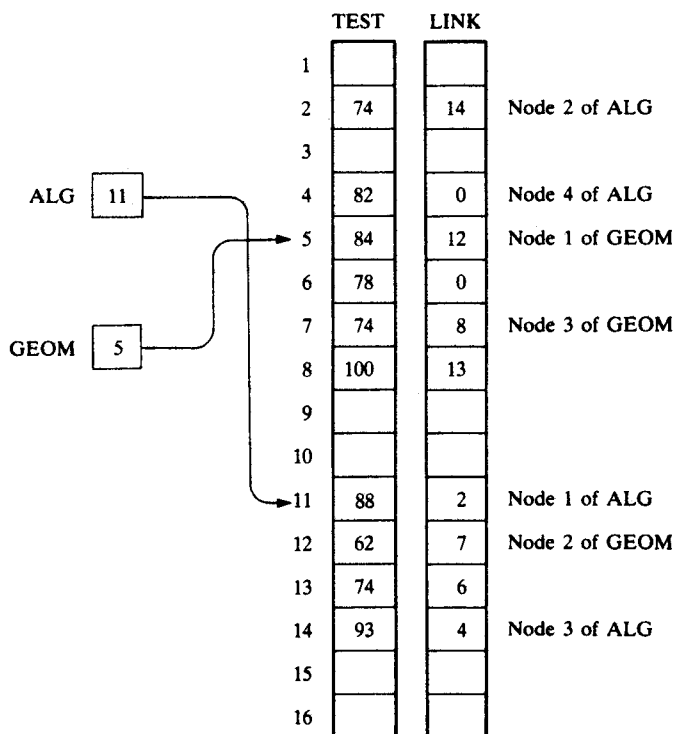 TEST LINK
1
2 74 14 Node 2 of ALG
3
ALG 11 4 82 0 Node 4 of ALG
5 84 12 Node 1 of GEOM
6 78 0
GEOM 5 7 74 8 Node 3 of GEOM
8 100 13
9
10
11 88 2 Node 1 of ALG
12 62 7 Node 2 of GEOM
13 74 6
14 93 4 Node 3 of ALG
15
16